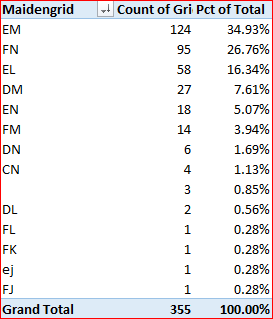 Maidengrid Count of Gri Pct of Total
EM 124 34.93%
FN 95 26.76%
EL 58 16.34%
DM 27 7.61%
EN 18 5.07%
FM 14 3.94%
DN 6 1.69%
CN 4 1.13%
3 0.85%
DL 2 0.56%
FL 1 0.28%
FK 1 0.28%
ej 1 0.28%
FJ 1 0.28%
Grand Total 355 100.00%